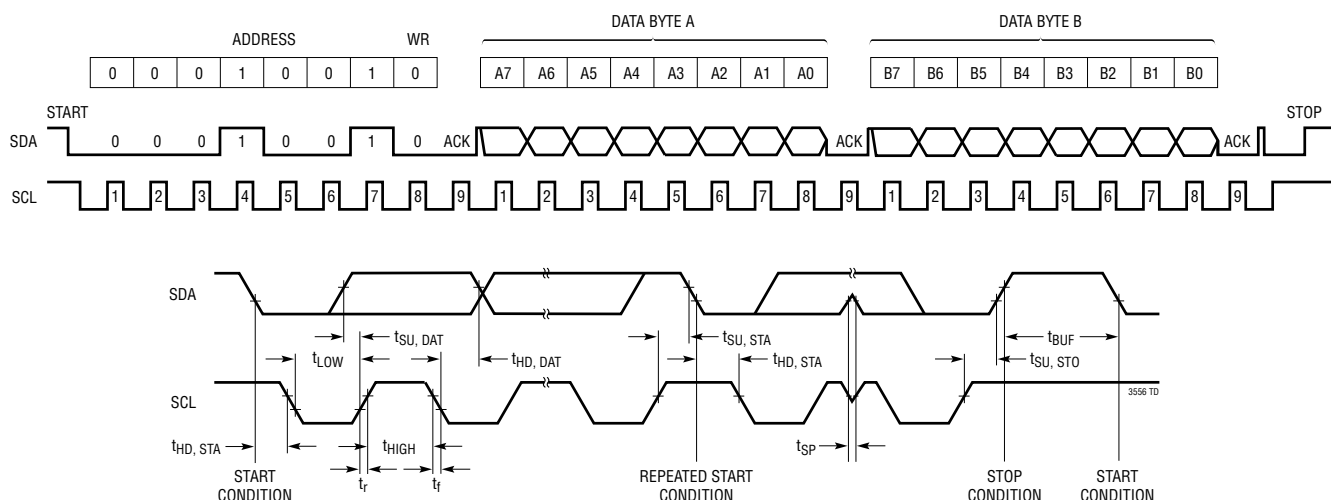 DATA BYTE A DATA BYTE B
ADDRESS WR
0 0 0 1 0 0 1 0 A7 A6 A5 A4 A3 A2 A1 A0 B7 B6 B5 B4 B3 B2 B1 B0
START STOP
SDA 0 0 0 1 0 0 1 0 ACK ACK ACK
SCL 1 2 3 4 5 6 7 8 9 1 2 3 4 5 6 7 8 9 1 2 3 4 5 6 7 8 9
SDA
tSU, DAT tSU, STA tBUF
tLOW tHD, DAT tHD, STA tSU, STO
SCL 3556 TD
tHD, STA tHIGH tSP
START CONDITION tr tf REPEATED START CONDITION STOP CONDITION START CONDITION